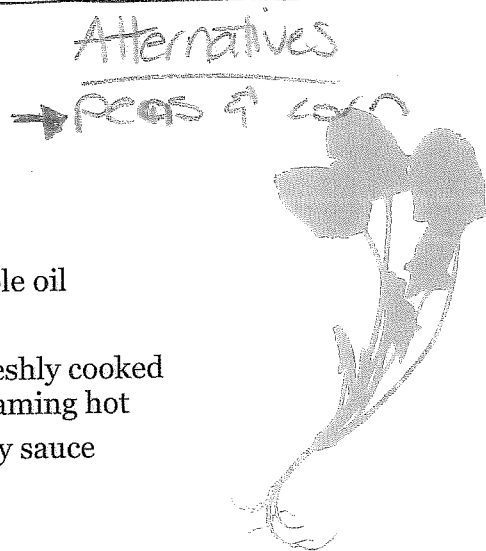 Alternatives
→ peas & corn
le oil
eshly cooked
aming hot
y sauce